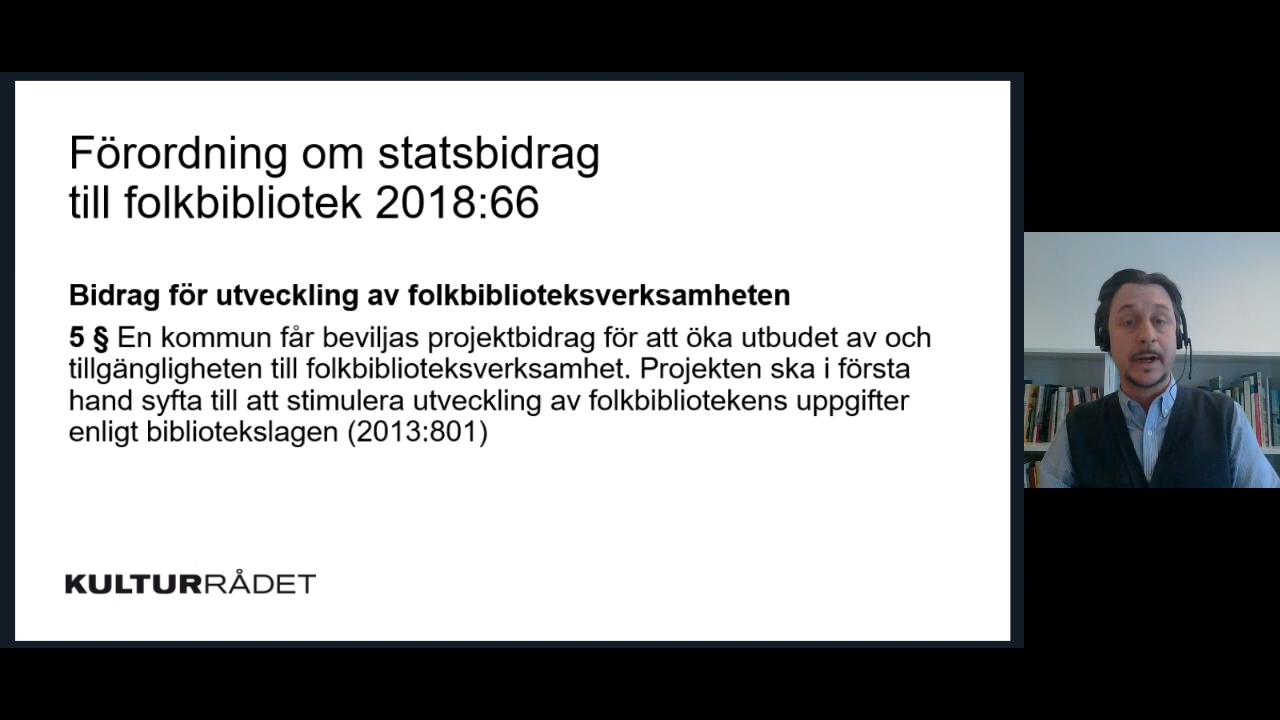 Förordning om statsbidrag
till folkbibliotek 2018:66
Bidrag för utveckling av folkbiblioteksverksamheten
5 § En kommun får beviljas projektbidrag för att öka utbudet av och
tillgängligheten till folkbiblioteksverksamhet. Projekten ska i första
hand syfta till att stimulera utveckling av folkbibliotekens uppgifter
enligt bibliotekslagen (2013:801)
KULTURRÅDET